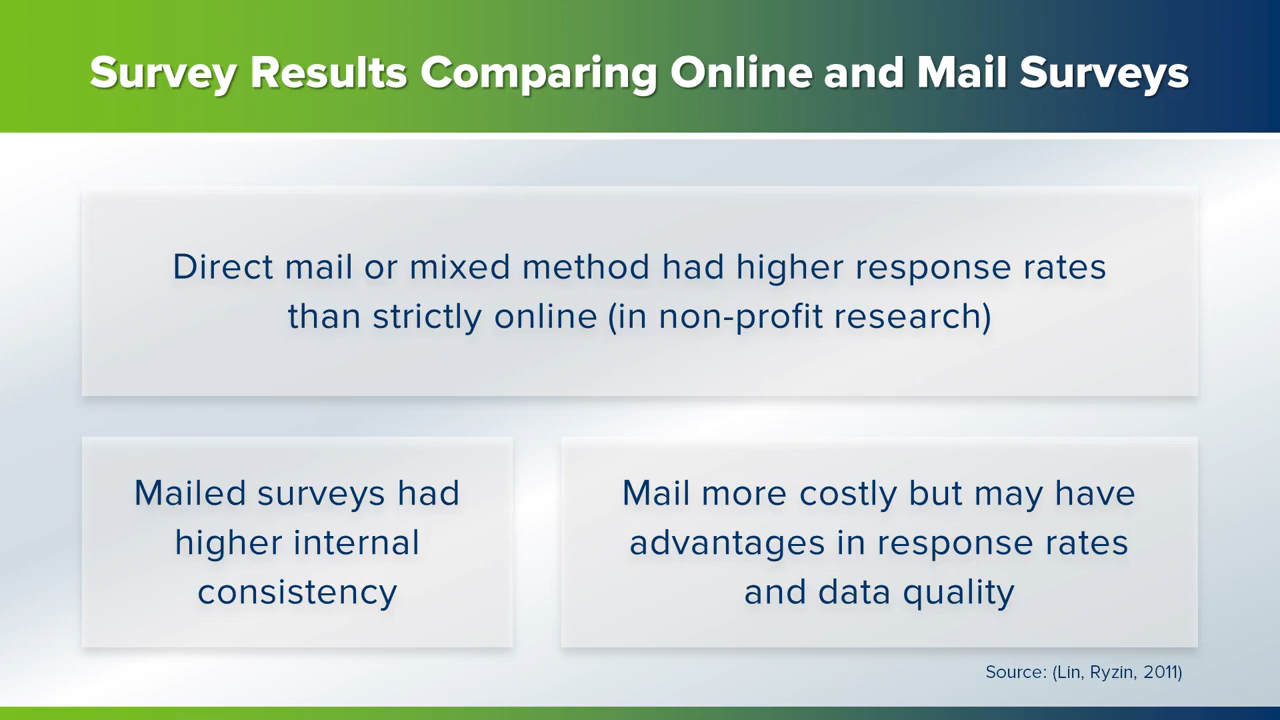 Survey Results Comparing Online and Mail Surveys
Direct mail or mixed method had higher response rates
than strictly online (in non-profit research)
Mailed surveys had
higher internal
consistency
Mail more costly but may have
advantages in response rates
and data quality
Source: (Lin, Ryzin, 2011)